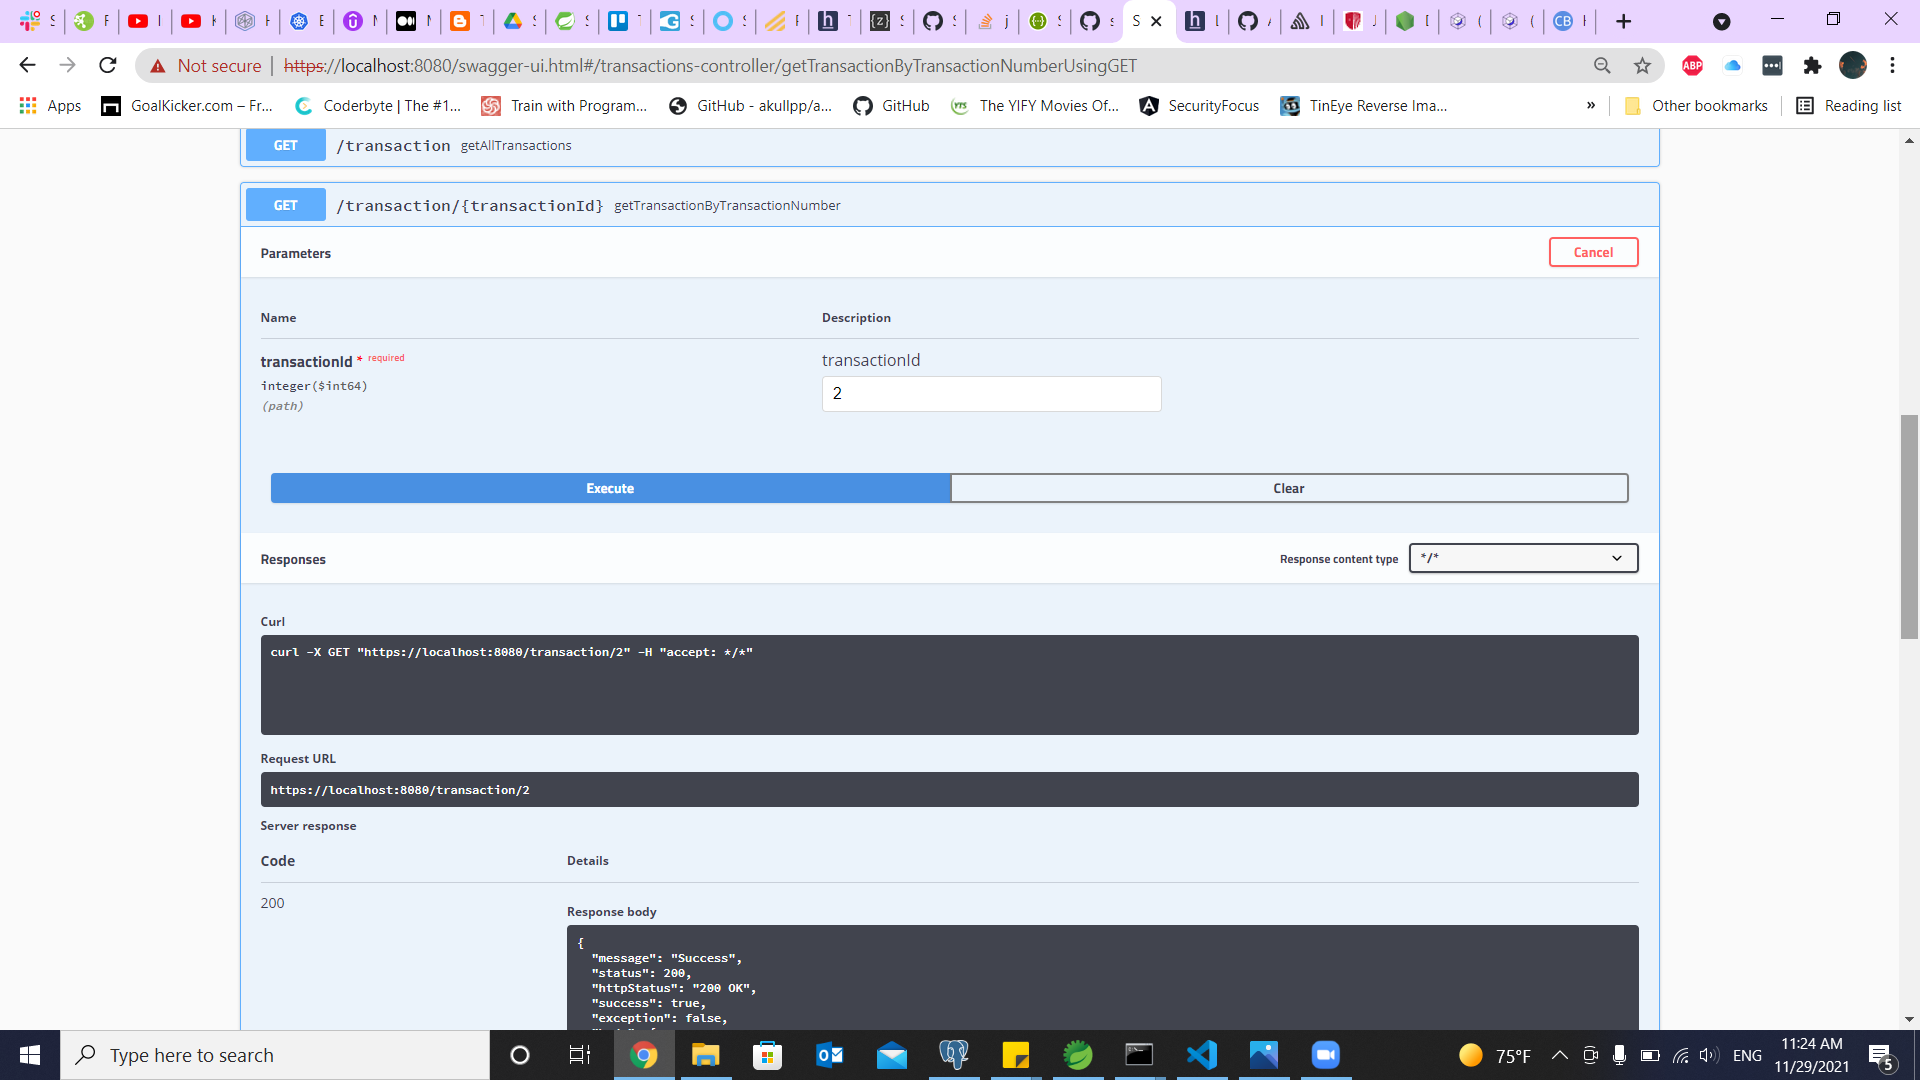 Not secure
https://localhost:8080/swagger-ui.html#/transactions-controller/getTransactionByTransactionNumberUsingGET
ABP
Apps
GoalKicker.com – Fr...
Coderbyte | The #1...
Train with Program...
GitHub - akullpp/a...
GitHub
The YIFY Movies Of...
SecurityFocus
TinEye Reverse Ima...
»
Other bookmarks
Reading list
GET /transaction getAllTransactions
GET /transaction/{transactionId} getTransactionByTransactionNumber
Parameters
Cancel
Name Description
transactionId * required
transactionId
integer($int64)
2
(path)
Execute
Clear
Responses
Response content type
*/*
Curl
curl -X GET "https://localhost:8080/transaction/2" -H "accept: */*"
Request URL
https://localhost:8080/transaction/2
Server response
Code Details
200
Response body
{
"message": "Success",
"status": 200,
"httpStatus": "200 OK",
"success": true,
"exception": false,
Type here to search
75°F
ENG
11:24 AM
11/29/2021
5